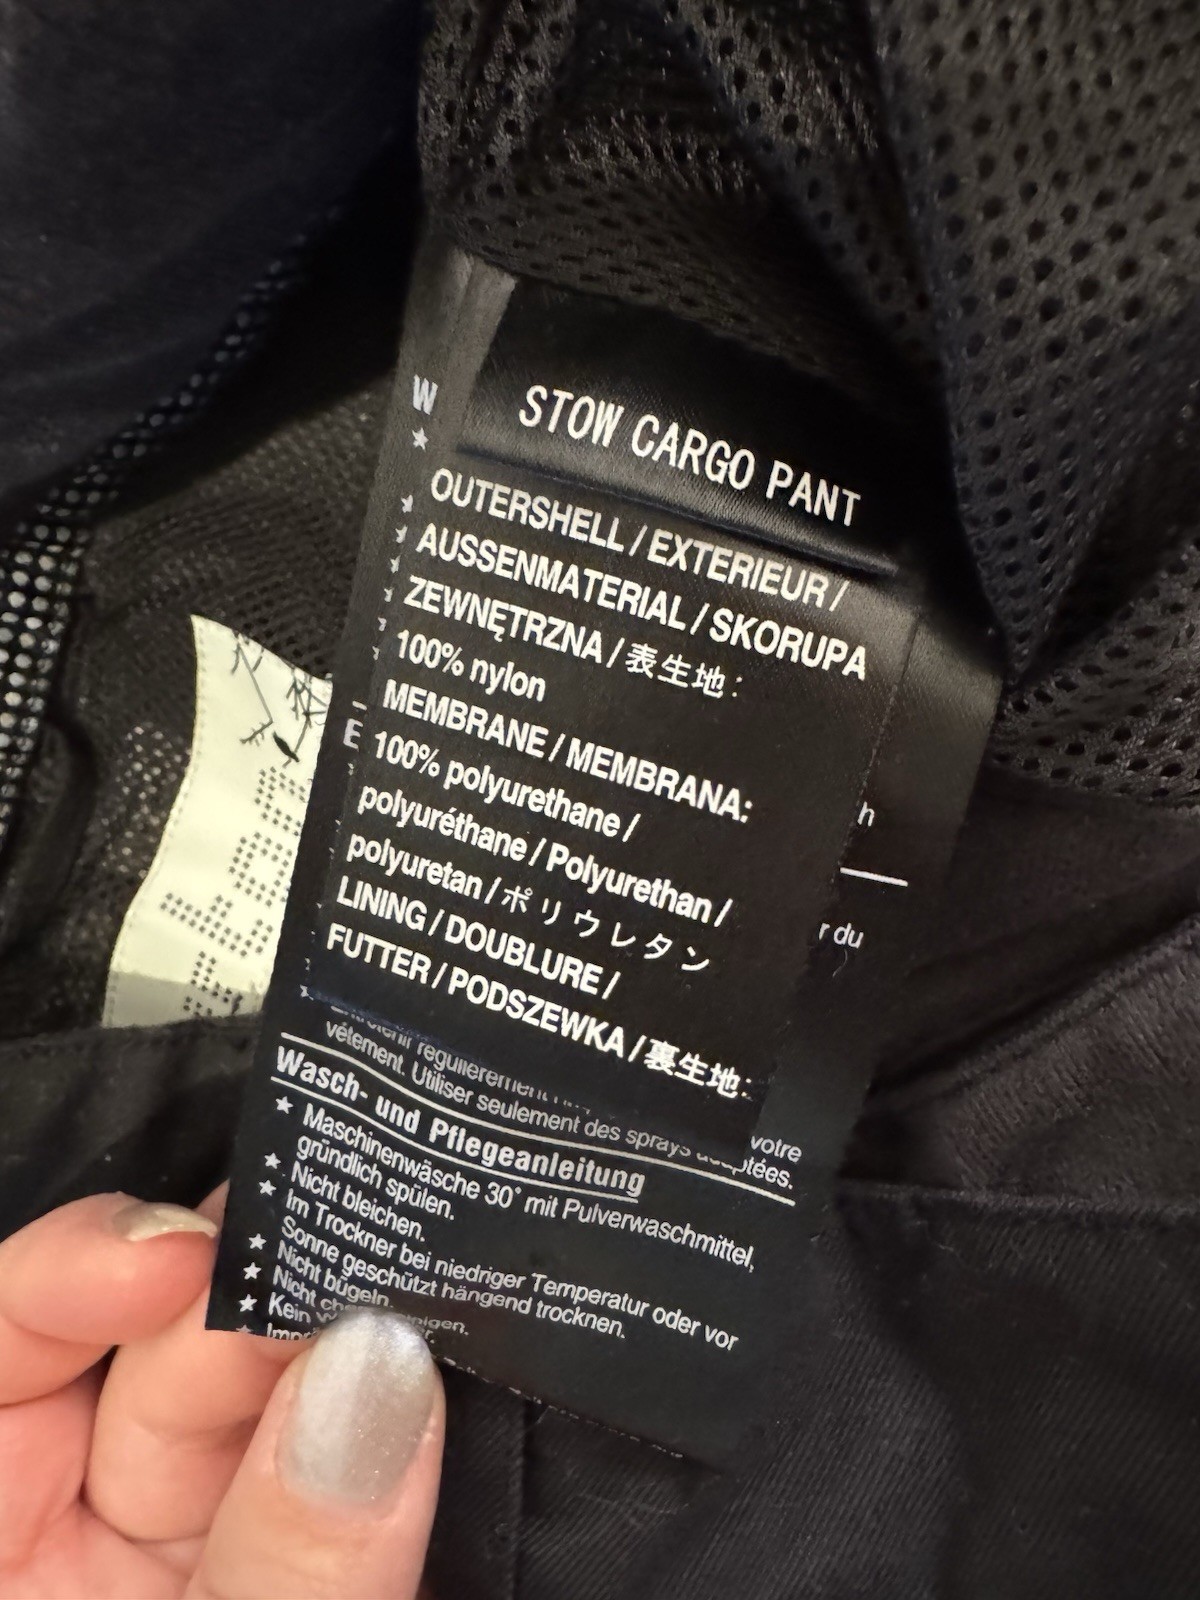 STOW CARGO PANT
OUTERSHELL / EXTERIEUR /
AUSSENMATERIAL / SKORUPA
ZEWNĘTRZNA / 表生地:
100% nylon
MEMBRANE / MEMBRANA:
100% polyurethane /
polyuréthane / Polyurethan /
polyuretan / ポリウレタン
LINING / DOUBLURE /
FUTTER / PODSZEWKA / 裏生地:
W
E
h
r du
votre
vêtement. Utiliser seulement des sprays
Wasch- und Pflegeanleitung
★ Maschinenwäsche 30° mit Pulverwaschmittel,
gründlich spülen.
★ Nicht bleichen.
★ Im Trockner bei niedriger Temperatur oder vor
Sonne geschützt hängend trocknen.
★ Nicht bügeln.
★ Nicht
★ Kein